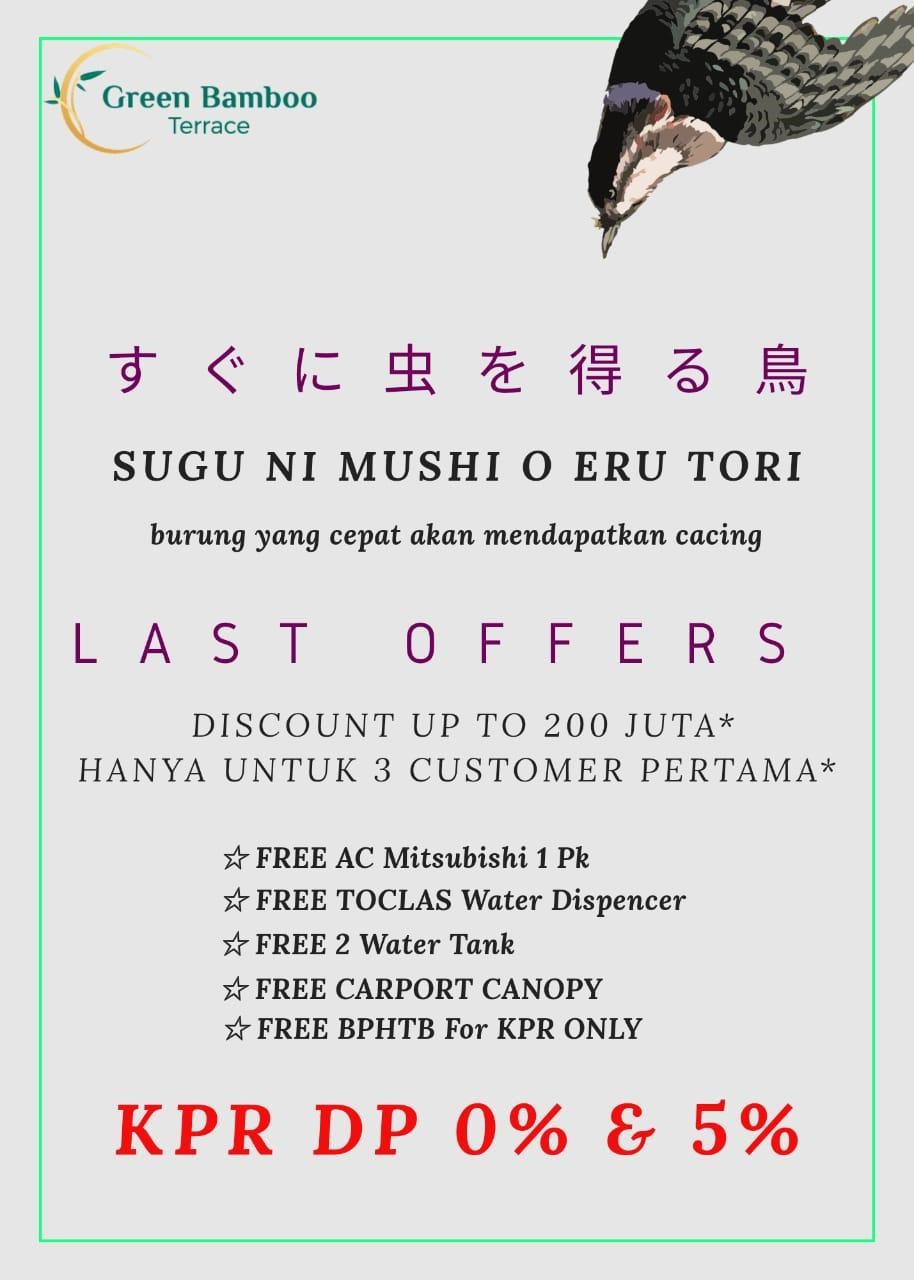 Green Bamboo
Terrace
すぐに虫を得る鳥
SUGU NI MUSHI O ERU TORI
burung yang cepat akan mendapatkan cacing
LAST OFFERS
DISCOUNT UP TO 200 JUTA*
HANYA UNTUK 3 CUSTOMER PERTAMA*
☆ FREE AC Mitsubishi 1 Pk
☆ FREE TOCLAS Water Dispencer
☆ FREE 2 Water Tank
☆ FREE CARPORT CANOPY
☆ FREE BPHTB For KPR ONLY
KPR DP 0% & 5%